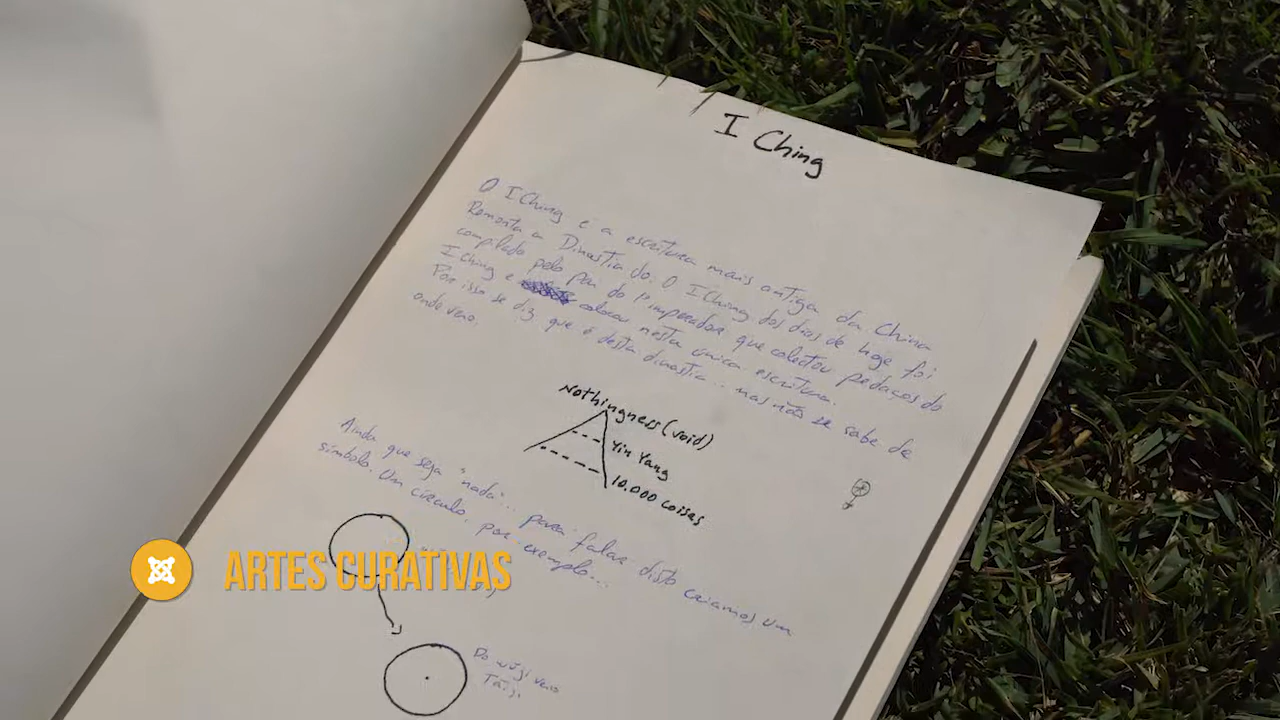 I Ching
O I Ching é a escritura mais antiga da China
Remonta a Dinastia do. O I Ching dos dias de hoje foi
compilado pelo pai do 1º imperador que coletou pedaços do
I Ching e colocou nesta única escritura.
Por isso se diz que é desta dinastia... mas não se sabe de
onde veio.
Nothingness (void)
Yin Yang
10.000 coisas
Ainda que seja "nada"... para falar disto criamos um
símbolo. Um círculo, por exemplo...
ARTES CURATIVAS
Do wuji veio
Taiji